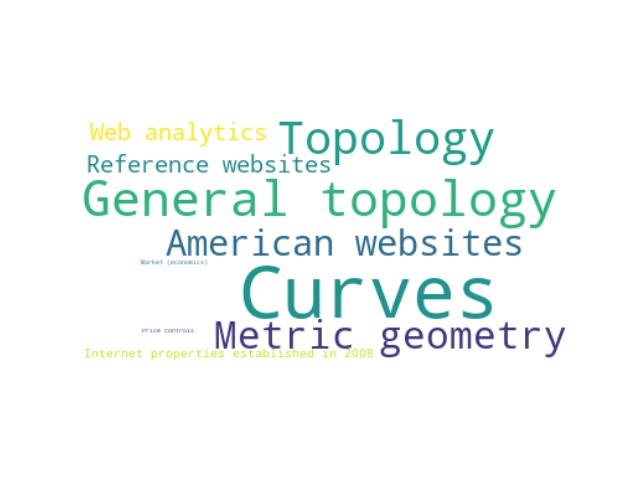 Web analytics
Topology
Reference websites
General topology
American websites
Market (economics)
Curves
Price controls
Metric geometry
Internet properties established in 2008